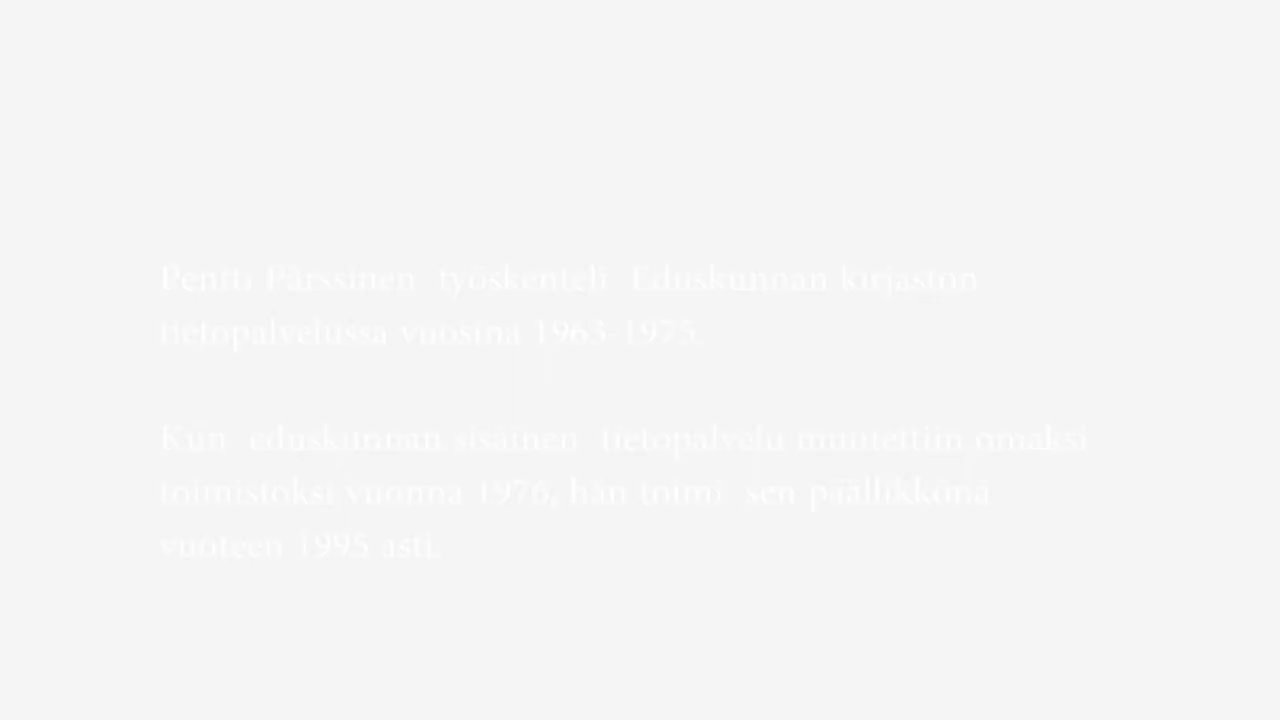 Pentti Pärssinen työskenteli Eduskunnan kirjaston
tietopalvelussa vuosina 1963-1975.
Kun eduskunnan sisäinen tietopalvelu muutettiin omaksi
toimistoksi vuonna 1976, hän toimi sen päällikkönä
vuoteen 1995 asti.